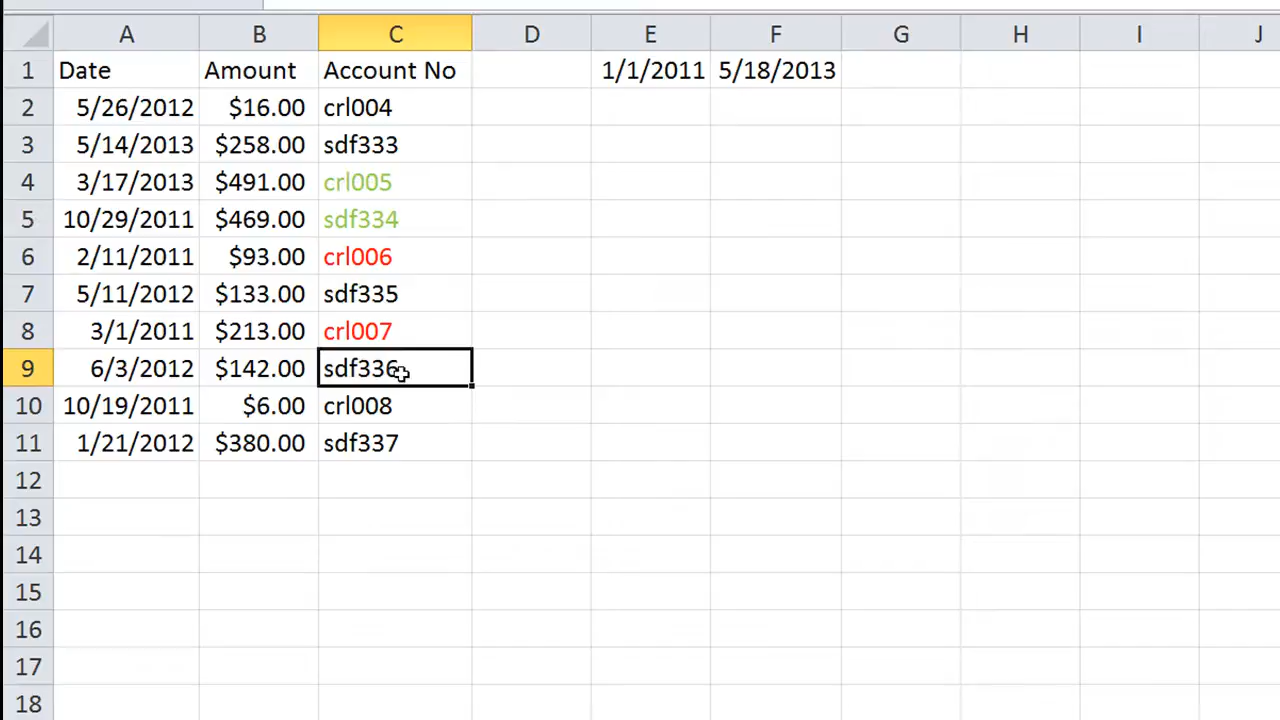 A B C D E F G H I J
1 Date Amount Account No 1/1/2011 5/18/2013
2 5/26/2012 $16.00 crl004
3 5/14/2013 $258.00 sdf333
4 3/17/2013 $491.00 crl005
5 10/29/2011 $469.00 sdf334
6 2/11/2011 $93.00 crl006
7 5/11/2012 $133.00 sdf335
8 3/1/2011 $213.00 crl007
9 6/3/2012 $142.00 sdf336
10 10/19/2011 $6.00 crl008
11 1/21/2012 $380.00 sdf337
12
13
14
15
16
17
18